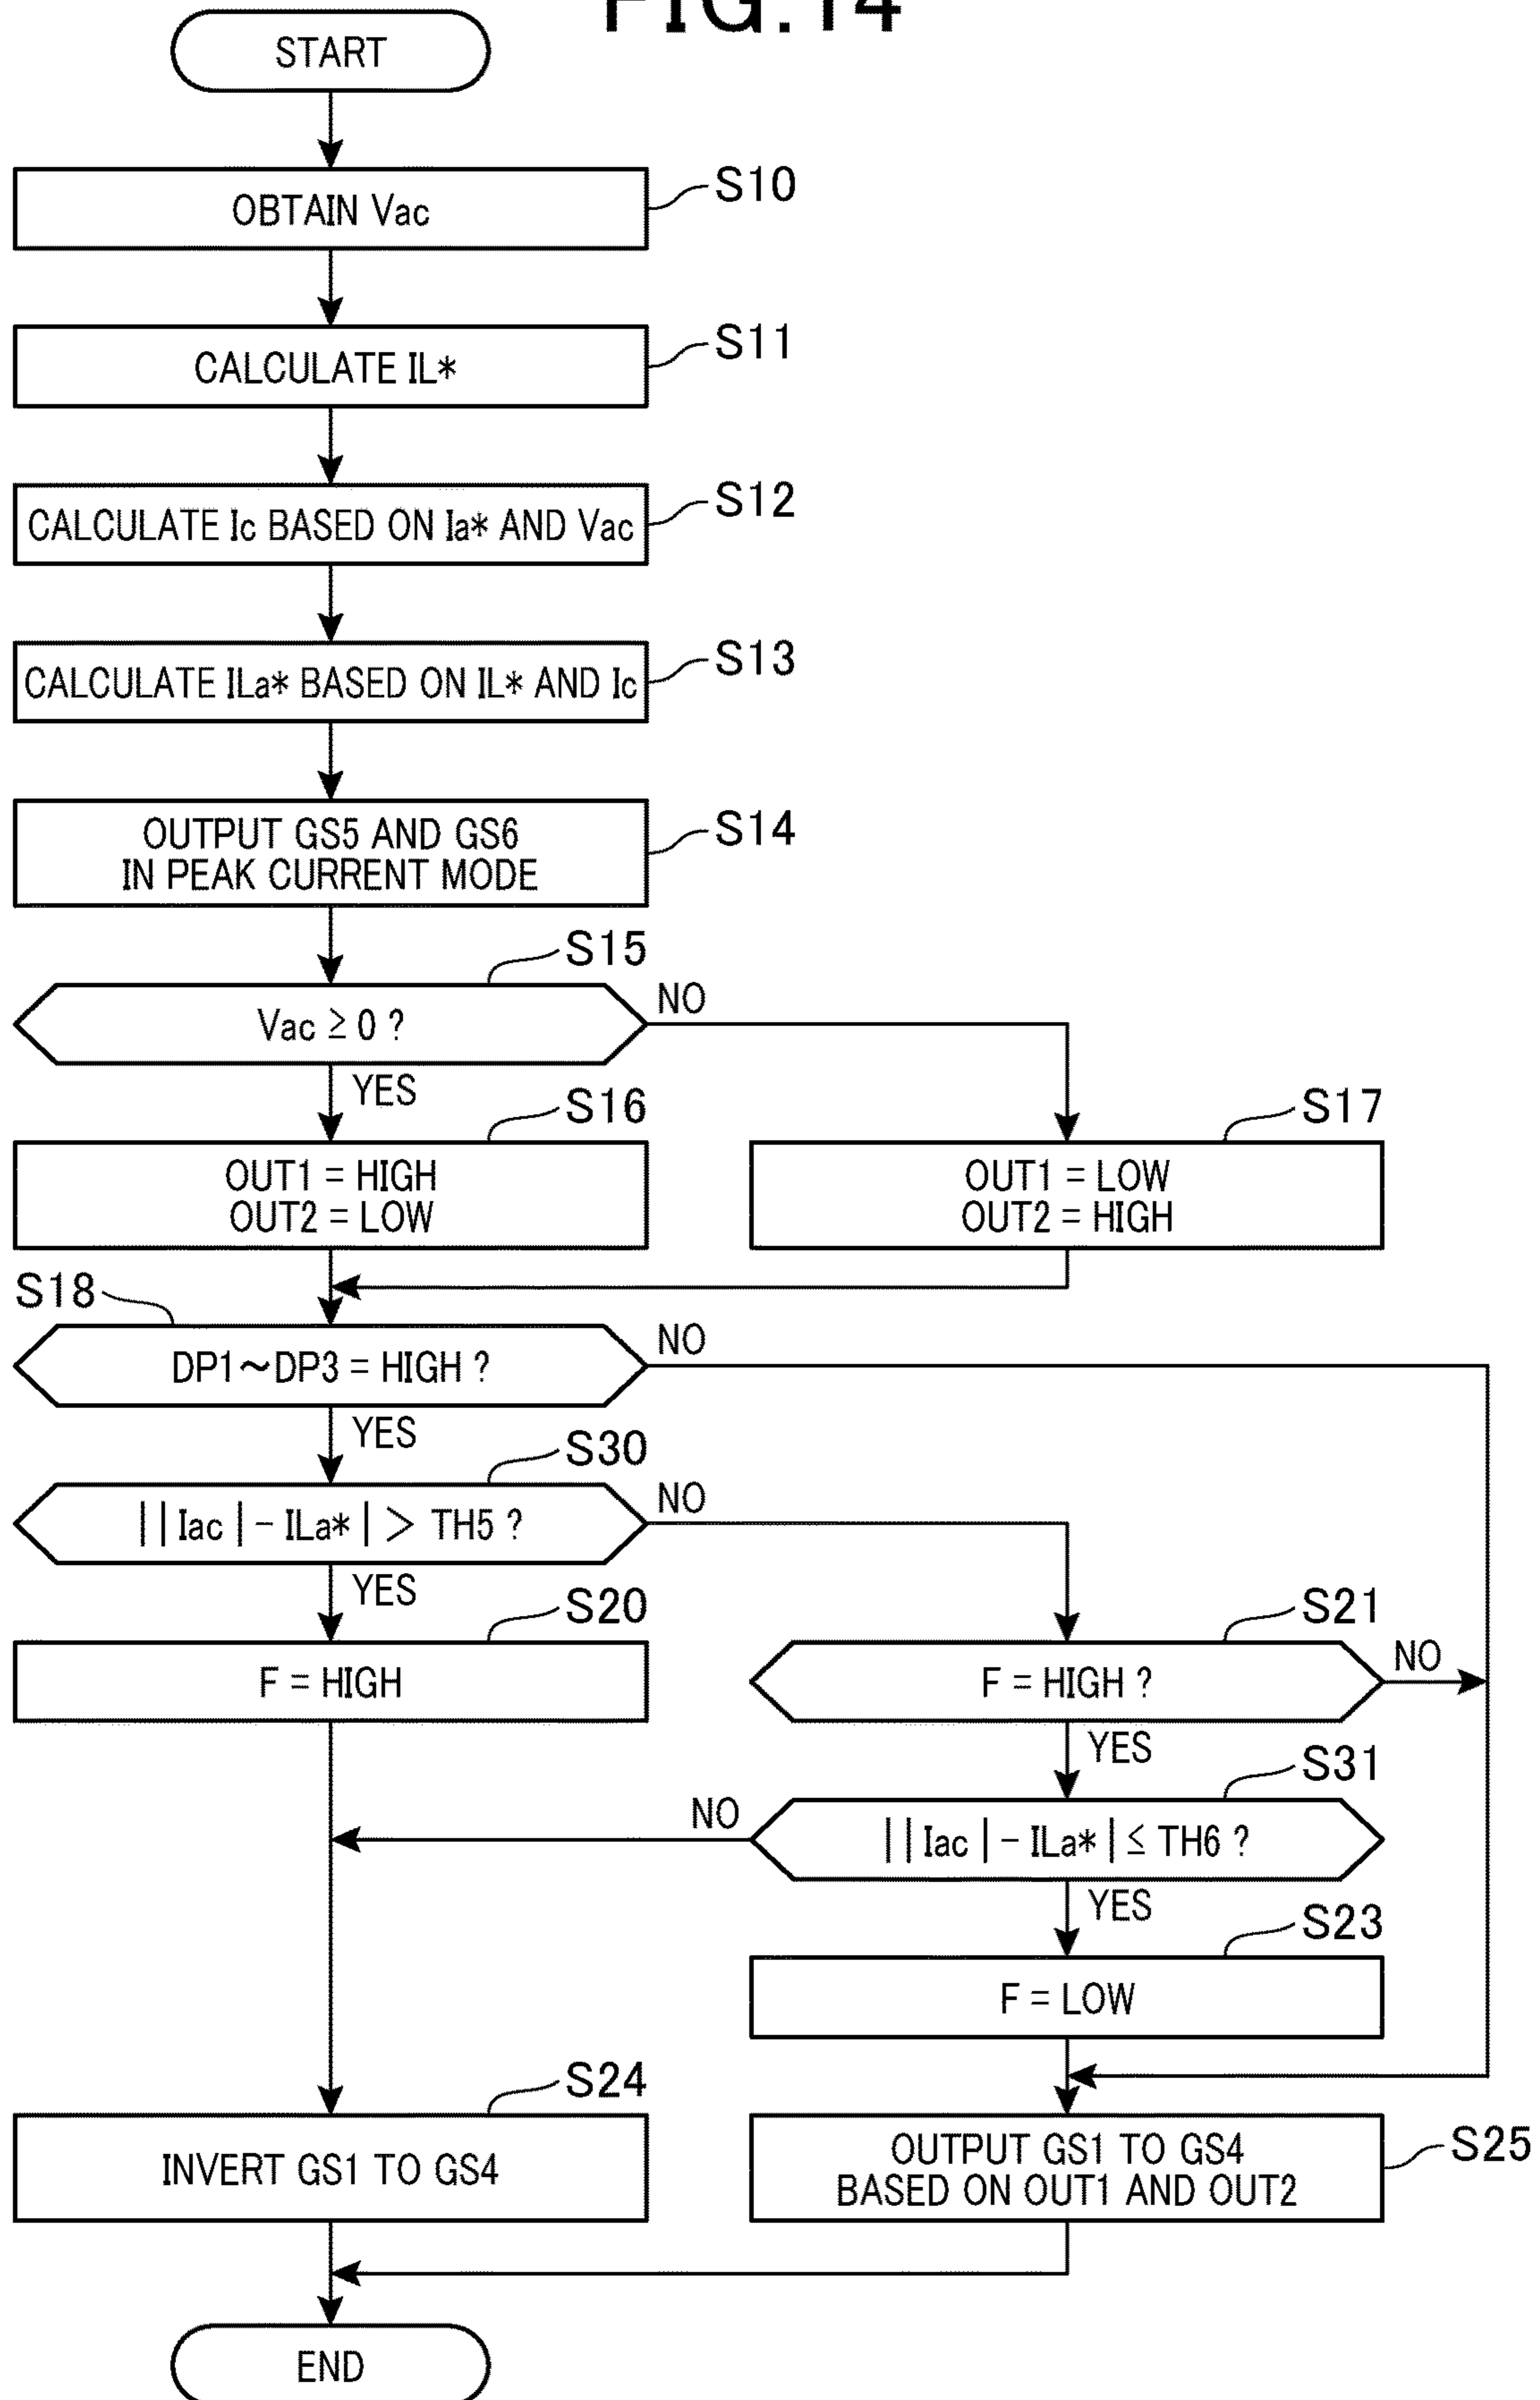 FIG.14
START
OBTAIN Vac
S10
CALCULATE IL*
S11
CALCULATE Ic BASED ON Ia* AND Vac
S12
CALCULATE ILa* BASED ON IL* AND Ic
S13
OUTPUT GS5 AND GS6
IN PEAK CURRENT MODE
S14
S15
Vac ≥ 0 ?
NO
YES
S16
OUT1 = HIGH
OUT2 = LOW
S17
OUT1 = LOW
OUT2 = HIGH
S18
DP1~DP3 = HIGH ?
NO
YES
S30
||Iac|-ILa*| > TH5 ?
NO
YES
S20
F = HIGH
S21
F = HIGH ?
NO
YES
S31
||Iac|-ILa*| ≤ TH6 ?
NO
YES
S23
F = LOW
S24
INVERT GS1 TO GS4
OUTPUT GS1 TO GS4
BASED ON OUT1 AND OUT2
S25
END